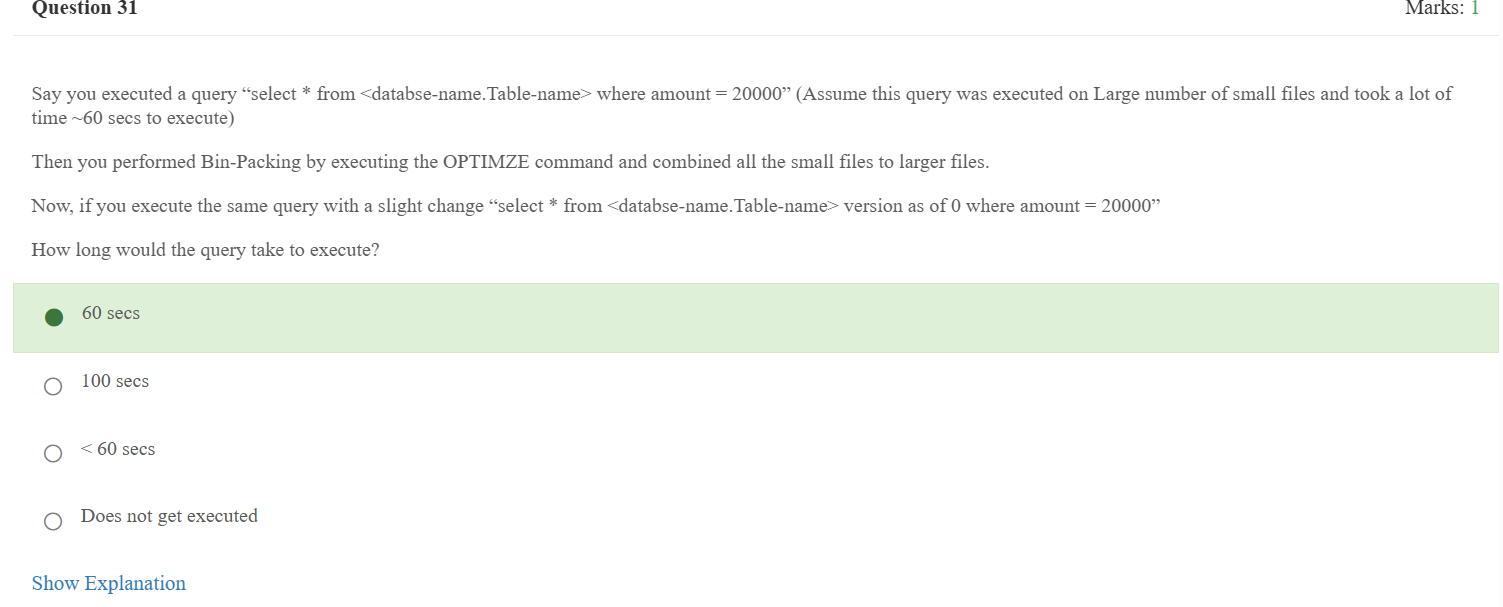 Question 31
Marks: 1
Say you executed a query “select * from <databse-name.Table-name> where amount = 20000” (Assume this query was executed on Large number of small files and took a lot of
time ~60 secs to execute)
Then you performed Bin-Packing by executing the OPTIMZE command and combined all the small files to larger files.
Now, if you execute the same query with a slight change “select * from <databse-name.Table-name> version as of 0 where amount = 20000”
How long would the query take to execute?
60 secs
100 secs
< 60 secs
Does not get executed
Show Explanation